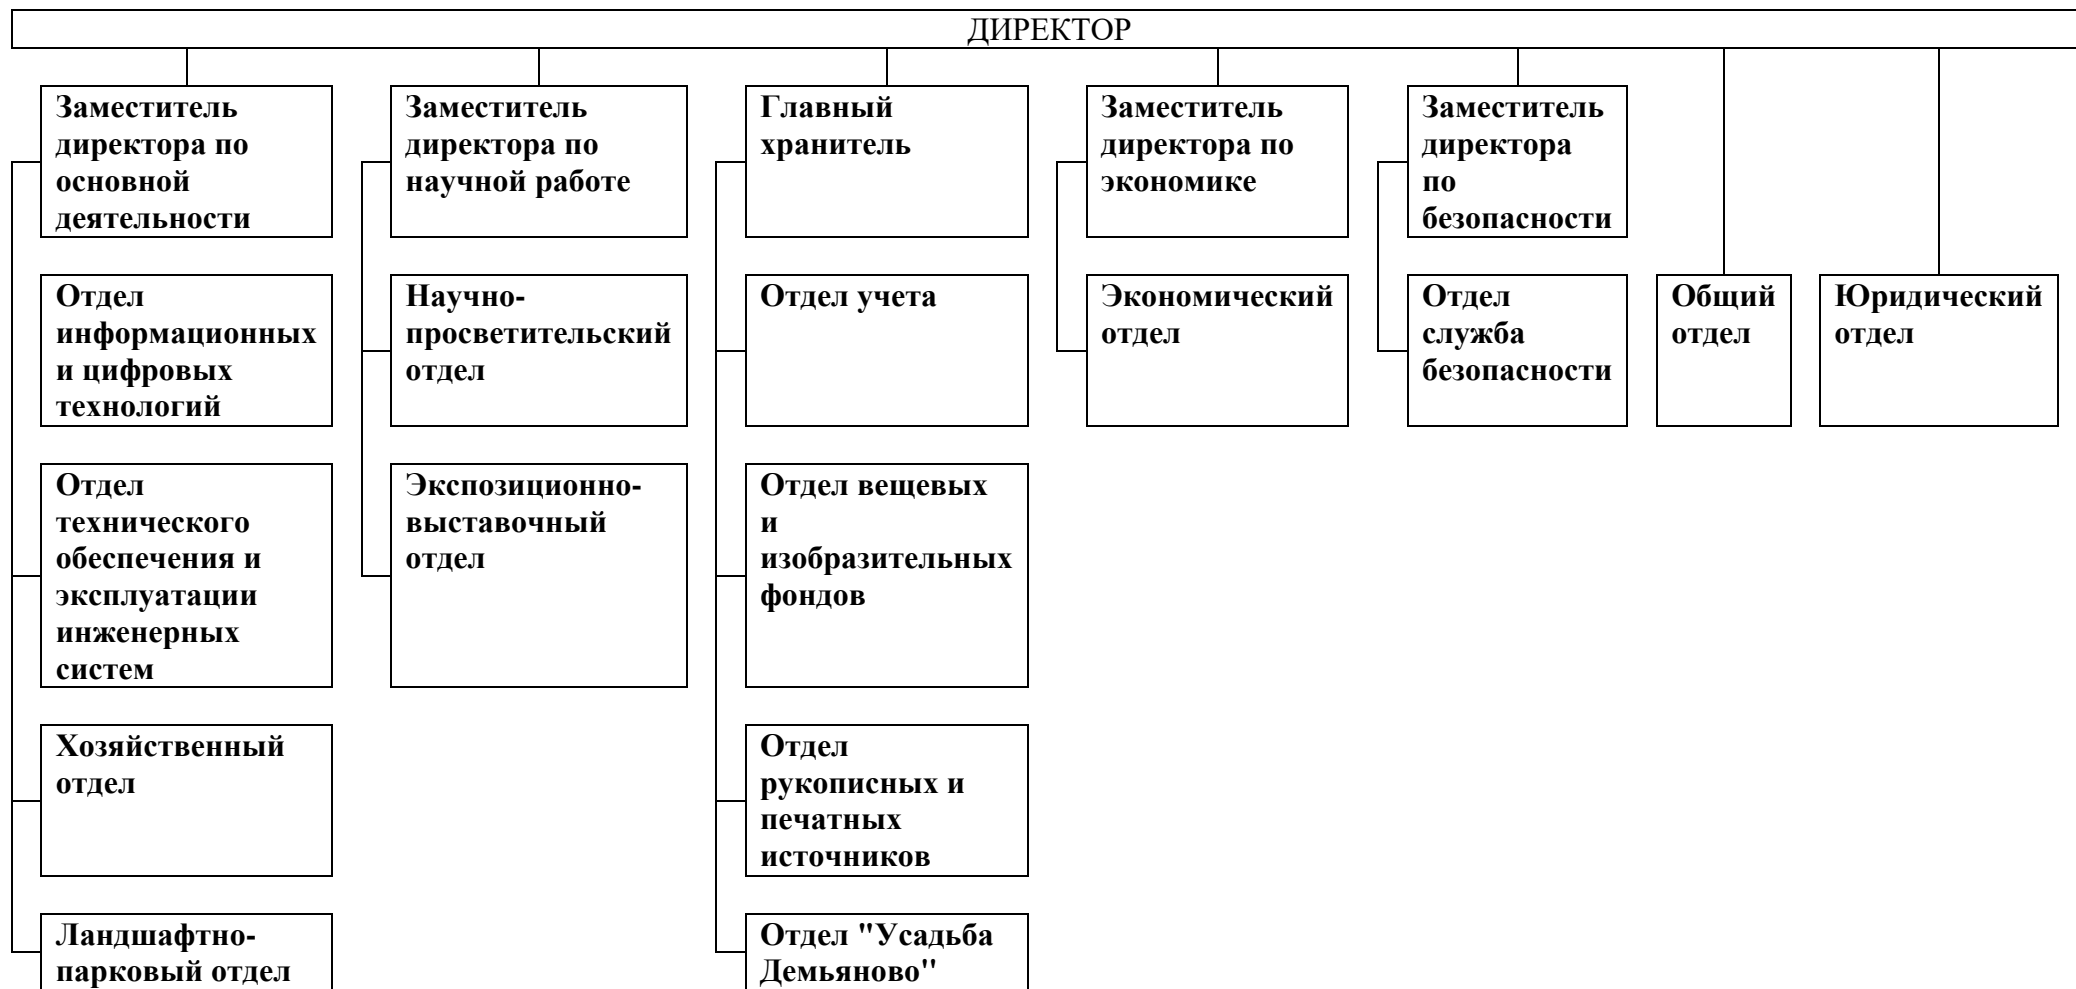 ДИРЕКТОР
Заместитель
директора по
основной
деятельности
Заместитель
директора по
научной работе
Главный
хранитель
Заместитель
директора по
экономике
Заместитель
директора
по
безопасности
Отдел
информационных
и цифровых
технологий
Научно-
просветительский
отдел
Отдел учета
Экономический
отдел
Отдел
служба
безопасности
Общий
отдел
Юридический
отдел
Отдел
технического
обеспечения и
эксплуатации
инженерных
систем
Экспозиционно-
выставочный
отдел
Отдел вещевых
и
изобразительных
фондов
Хозяйственный
отдел
Отдел
рукописных и
печатных
источников
Ландшафтно-
парковый отдел
Отдел "Усадьба
Демьяново"